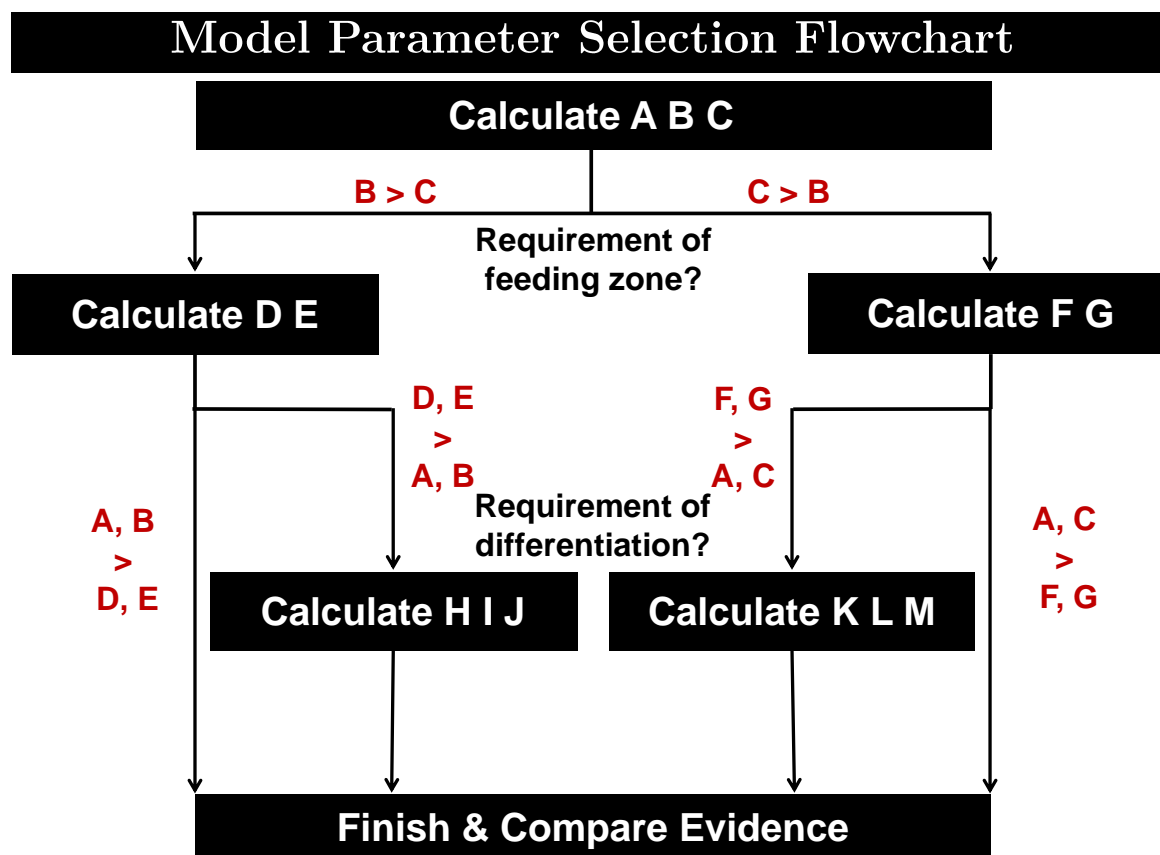 Model Parameter Selection Flowchart
Calculate A B C
B > C
C > B
Requirement of
feeding zone?
Calculate D E
Calculate F G
D, E
>
A, B
F, G
>
A, C
Requirement of
differentiation?
A, B
>
D, E
A, C
>
F, G
Calculate H I J
Calculate K L M
Finish & Compare Evidence